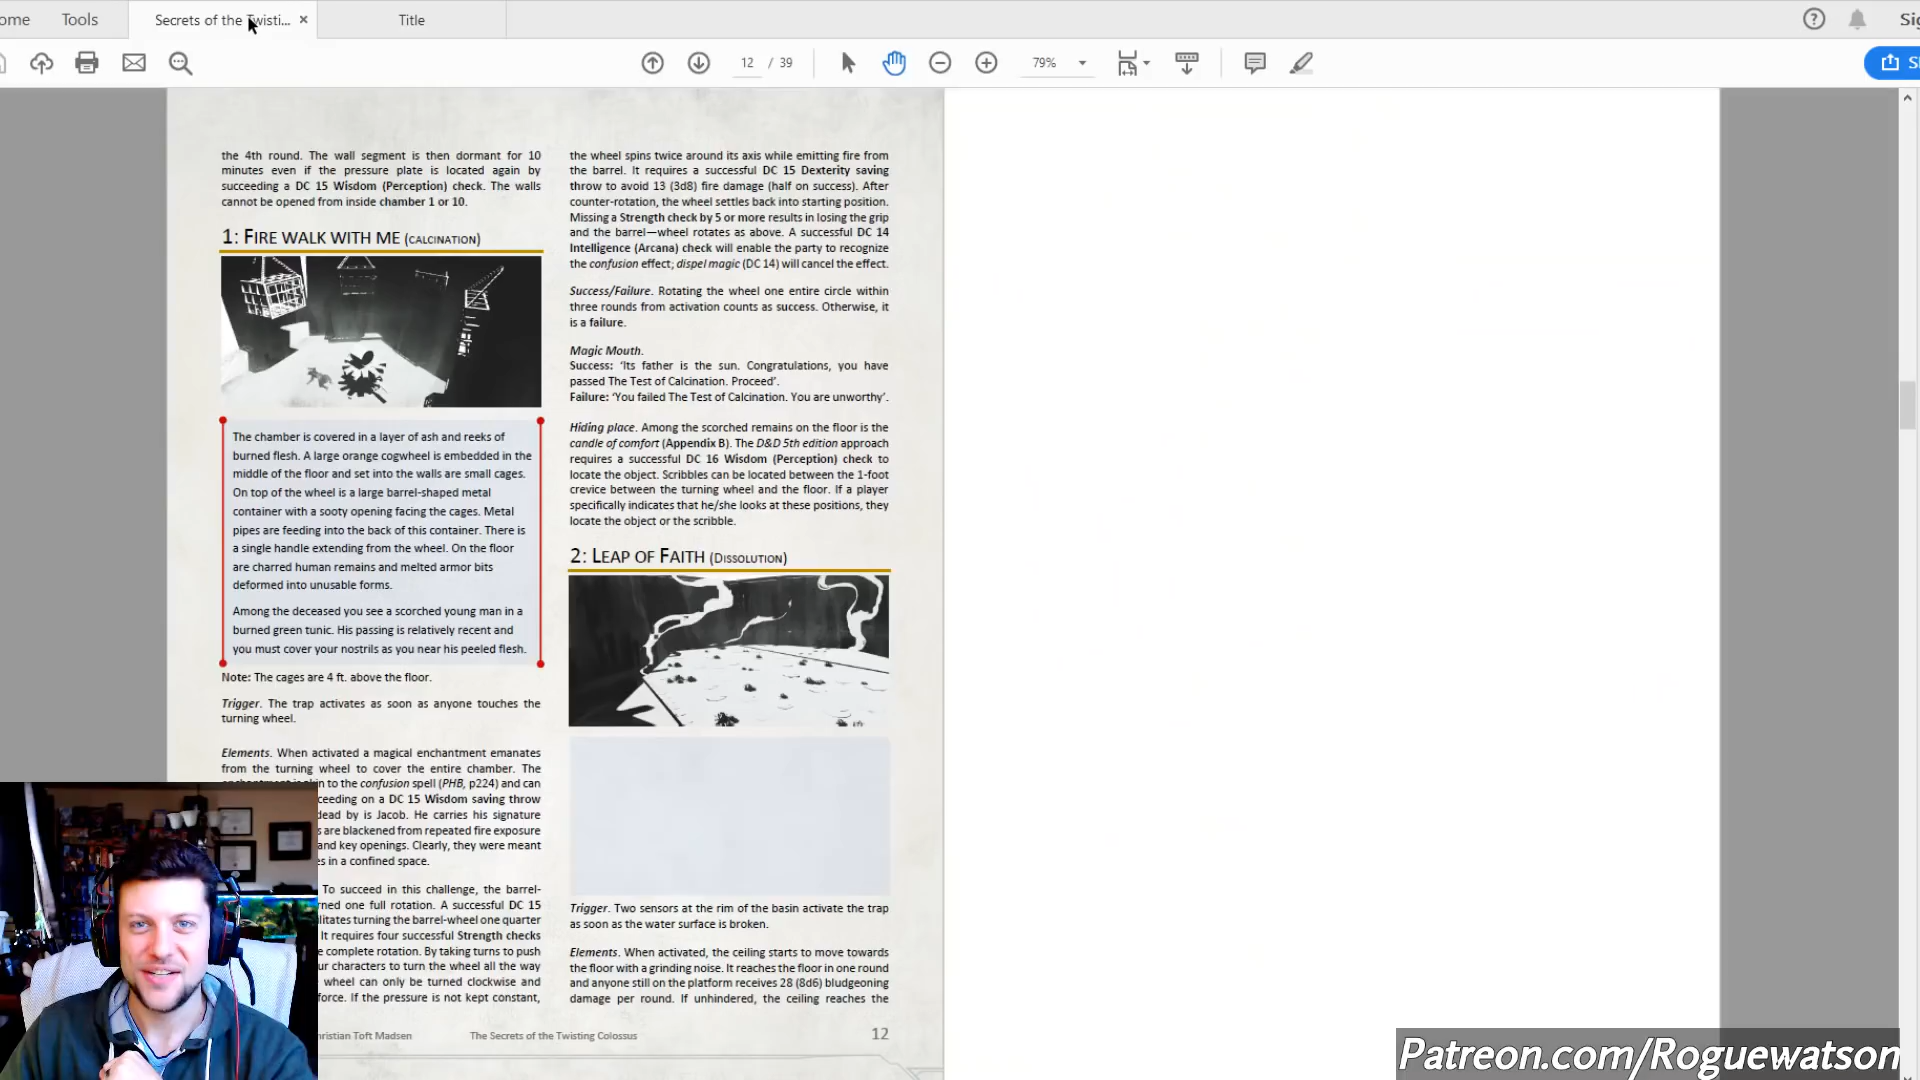 ome
Tools
Secrets of the Twisti...
Title
12 / 39
79%
the 4th round. The wall segment is then dormant for 10
minutes even if the pressure plate is located again by
succeeding a DC 15 Wisdom (Perception) check. The walls
cannot be opened from inside chamber 1 or 10.
1: FIRE WALK WITH ME (CALCINATION)
The chamber is covered in a layer of ash and reeks of
burned flesh. A large orange cogwheel is embedded in the
middle of the floor and set into the walls are small cages.
On top of the wheel is a large barrel-shaped metal
container with a sooty opening facing the cages. Metal
pipes are feeding into the back of this container. There is
a single handle extending from the wheel. On the floor
are charred human remains and melted armor bits
deformed into unusable forms.
Among the deceased you see a scorched young man in a
burned green tunic. His passing is relatively recent and
you must cover your nostrils as you near his peeled flesh.
Note: The cages are 4 ft. above the floor.
Trigger. The trap activates as soon as anyone touches the
turning wheel.
Elements. When activated a magical enchantment emanates
from the turning wheel to cover the entire chamber. The
in to the confusion spell (PHB, p224) and can
ceeding on a DC 15 Wisdom saving throw
dead by is Jacob. He carries his signature
s are blackened from repeated fire exposure
and key openings. Clearly, they were meant
es in a confined space.
To succeed in this challenge, the barrel-
rned one full rotation. A successful DC 15
ilitates turning the barrel-wheel one quarter
It requires four successful Strength checks
e complete rotation. By taking turns to push
ur characters to turn the wheel all the way
wheel can only be turned clockwise and
force. If the pressure is not kept constant,
the wheel spins twice around its axis while emitting fire from
the barrel. It requires a successful DC 15 Dexterity saving
throw to avoid 13 (3d8) fire damage (half on success). After
counter-rotation, the wheel settles back into starting position.
Missing a Strength check by 5 or more results in losing the grip
and the barrel—wheel rotates as above. A successful DC 14
Intelligence (Arcana) check will enable the party to recognize
the confusion effect; dispel magic (DC 14) will cancel the effect.
Success/Failure. Rotating the wheel one entire circle within
three rounds from activation counts as success. Otherwise, it
is a failure.
Magic Mouth.
Success: ‘Its father is the sun. Congratulations, you have
passed The Test of Calcination. Proceed’.
Failure: ‘You failed The Test of Calcination. You are unworthy’.
Hiding place. Among the scorched remains on the floor is the
candle of comfort (Appendix B). The D&D 5th edition approach
requires a successful DC 16 Wisdom (Perception) check to
locate the object. Scribbles can be located between the 1-foot
crevice between the turning wheel and the floor. If a player
specifically indicates that he/she looks at these positions, they
locate the object or the scribble.
2: LEAP OF FAITH (DISSOLUTION)
Trigger. Two sensors at the rim of the basin activate the trap
as soon as the water surface is broken.
Elements. When activated, the ceiling starts to move towards
the floor with a grinding noise. It reaches the floor in one round
and anyone still on the platform receives 28 (8d6) bludgeoning
damage per round. If unhindered, the ceiling reaches the
hristian Toft Madsen
The Secrets of the Twisting Colossus
12
Patreon.com/Roguewatson